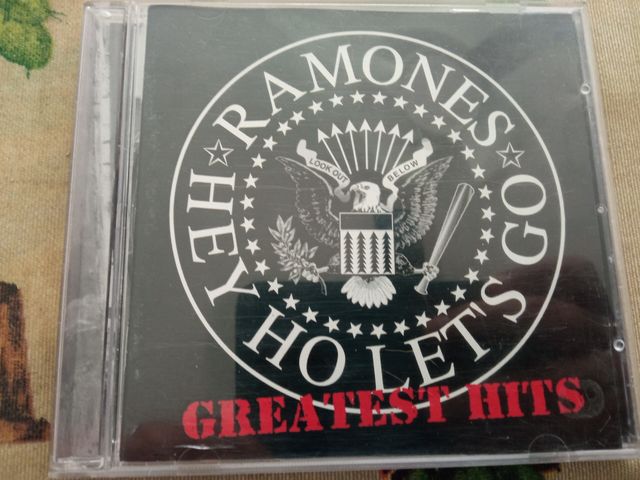 RAMONES
LOOK OUT BELOW
HEY HO LET'S GO
GREATEST HITS